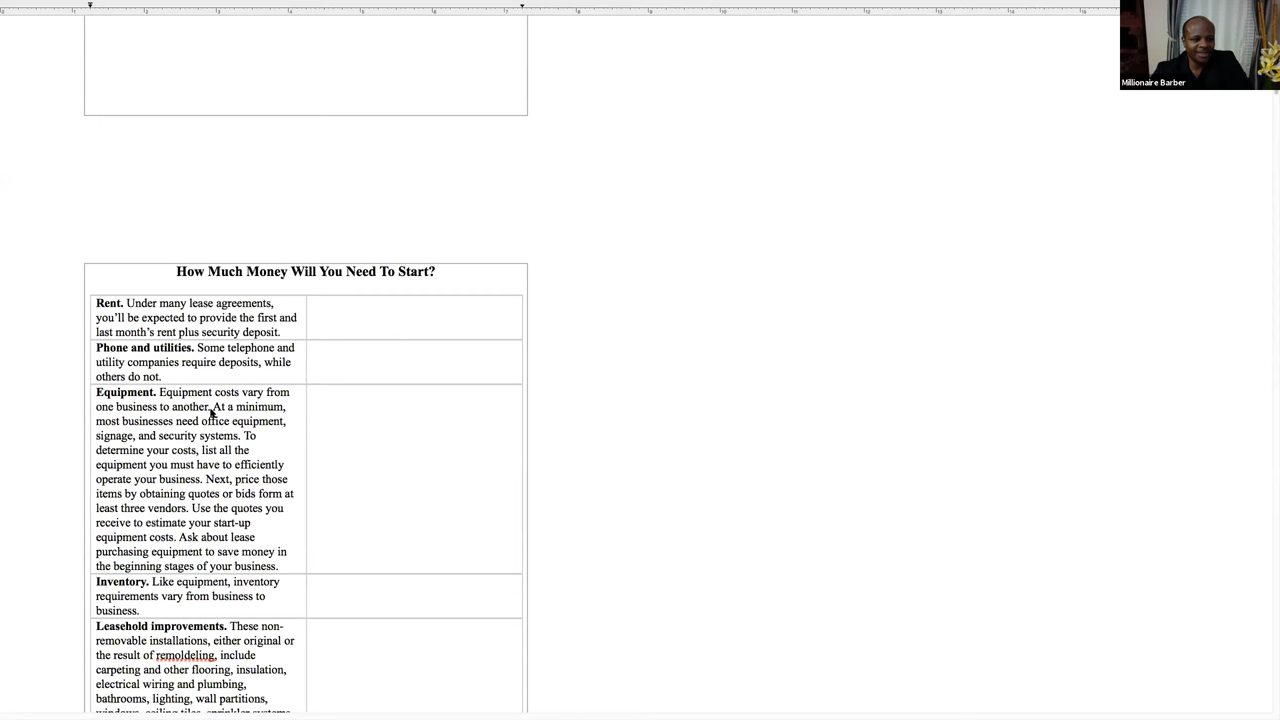 Millionaire Barber
How Much Money Will You Need To Start?
Rent. Under many lease agreements,
you'll be expected to provide the first and
last month's rent plus security deposit.
Phone and utilities. Some telephone and
utility companies require deposits, while
others do not.
Equipment. Equipment costs vary from
one business to another. At a minimum,
most businesses need office equipment,
signage, and security systems. To
determine your costs, list all the
equipment you must have to efficiently
operate your business. Next, price those
items by obtaining quotes or bids form at
least three vendors. Use the quotes you
receive to estimate your start-up
equipment costs. Ask about lease
purchasing equipment to save money in
the beginning stages of your business.
Inventory. Like equipment, inventory
requirements vary from business to
business.
Leasehold improvements. These non-
removable installations, either original or
the result of remoldeling, include
carpeting and other flooring, insulation,
electrical wiring and plumbing,
bathrooms, lighting, wall partitions,
windows, ceiling tiles, sprinkler systems